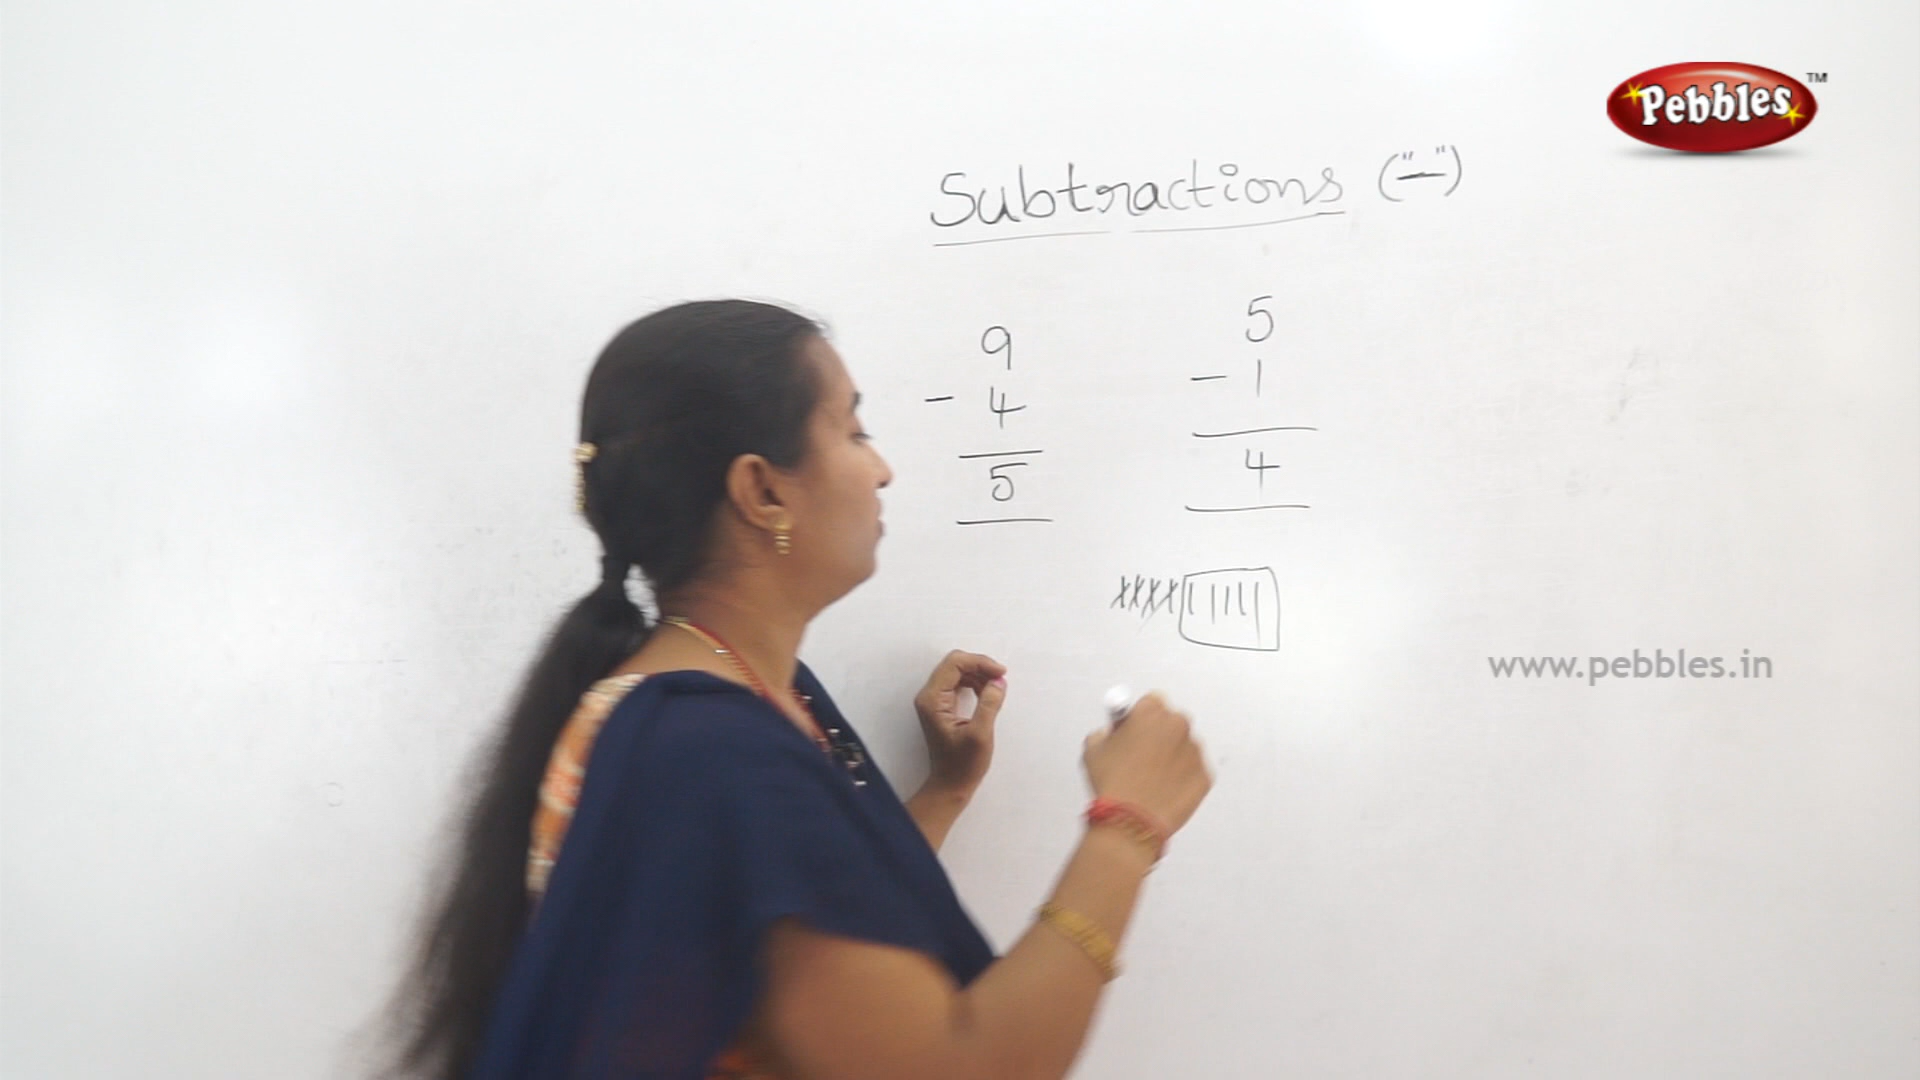 Pebbles TM
Subtractions ("—")
9
- 4
5
5
- 1
4
www.pebbles.in